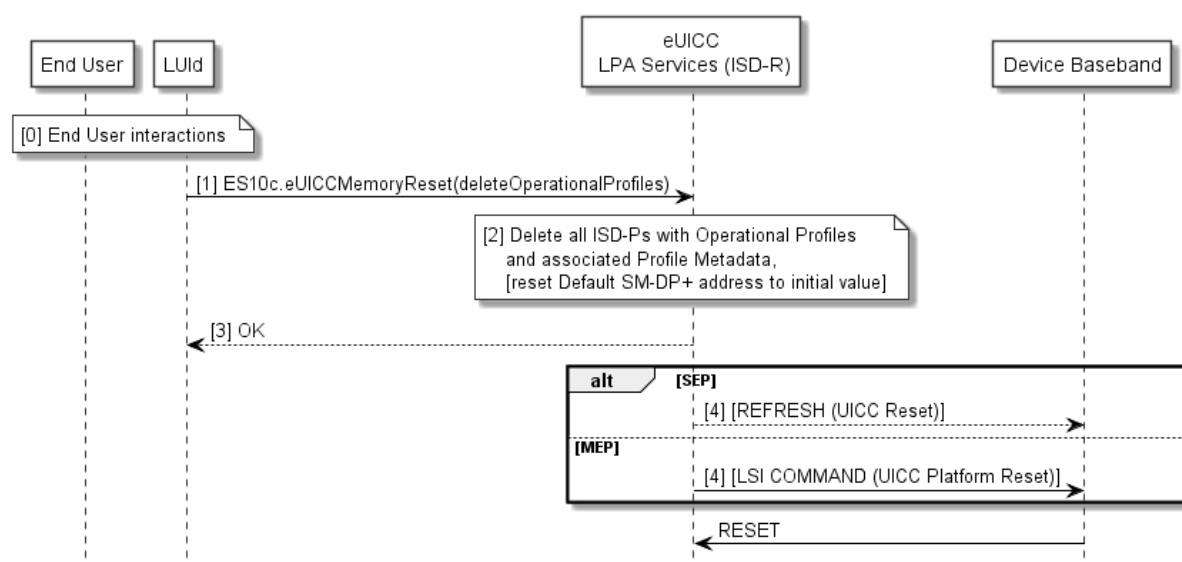 End User
LUId
eUICC
LPA Services (ISD-R)
Device Baseband
[0] End User interactions
[1] ES10c.eUICCMemoryReset(deleteOperationalProfiles)
[2] Delete all ISD-Ps with Operational Profiles
and associated Profile Metadata,
[reset Default SM-DP+ address to initial value]
[3] OK
alt [SEP]
[4] [REFRESH (UICC Reset)]
[MEP]
[4] [LSI COMMAND (UICC Platform Reset)]
RESET